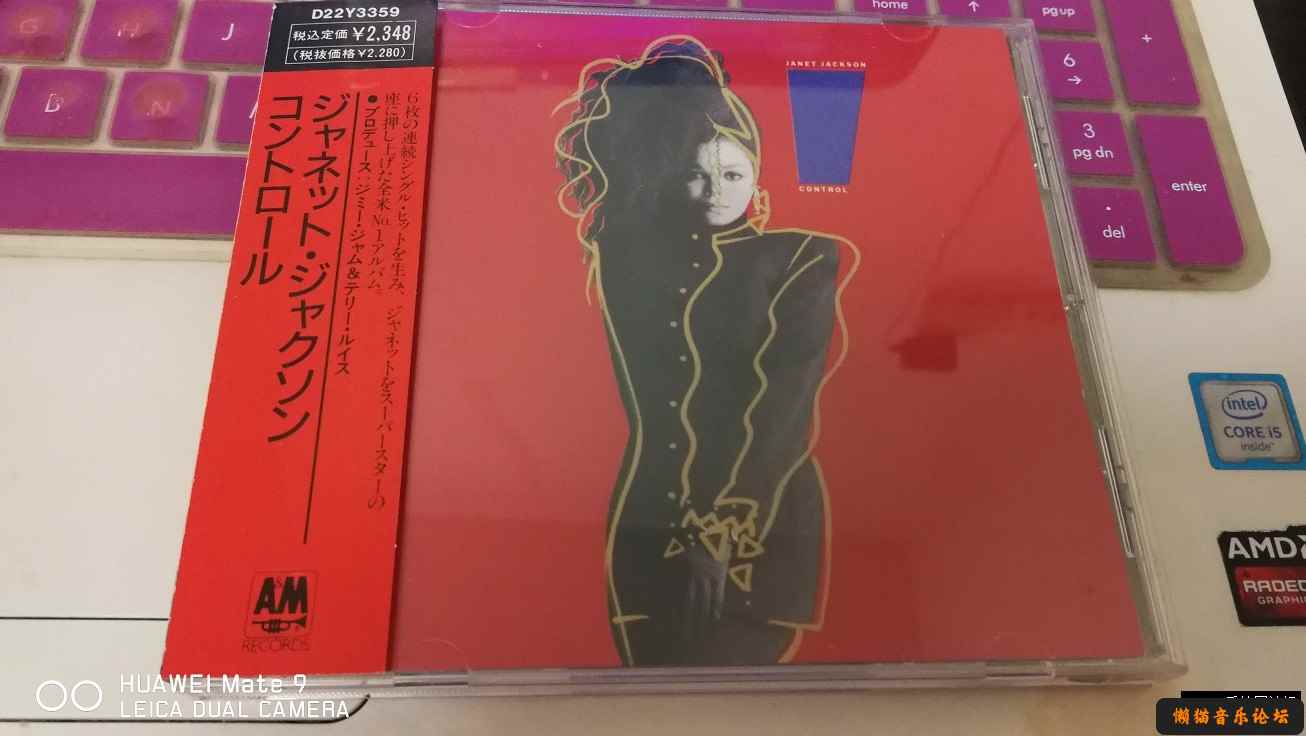 D22Y3359
税込定価 ¥2,348
(税抜価格¥2.280)
6枚の連続シングル・ヒットを生み、ジャネットをスーパースターの
座に押し上げた全米No.1アルバム。
●プロデュース:ジミー・ジャム&テリー・ルイス
ジャネット・ジャクソン
コントロール
A&M
RECORDS
JANET JACKSON
CONTROL
G
H
J
B
N
home
↑
pg up
+
6
→
3
pg dn
enter
.
del
intel
CORE i5
inside™
AMD
GRAPHI
HUAWEI Mate 9
LEICA DUAL CAMERA
懒猫音乐论坛